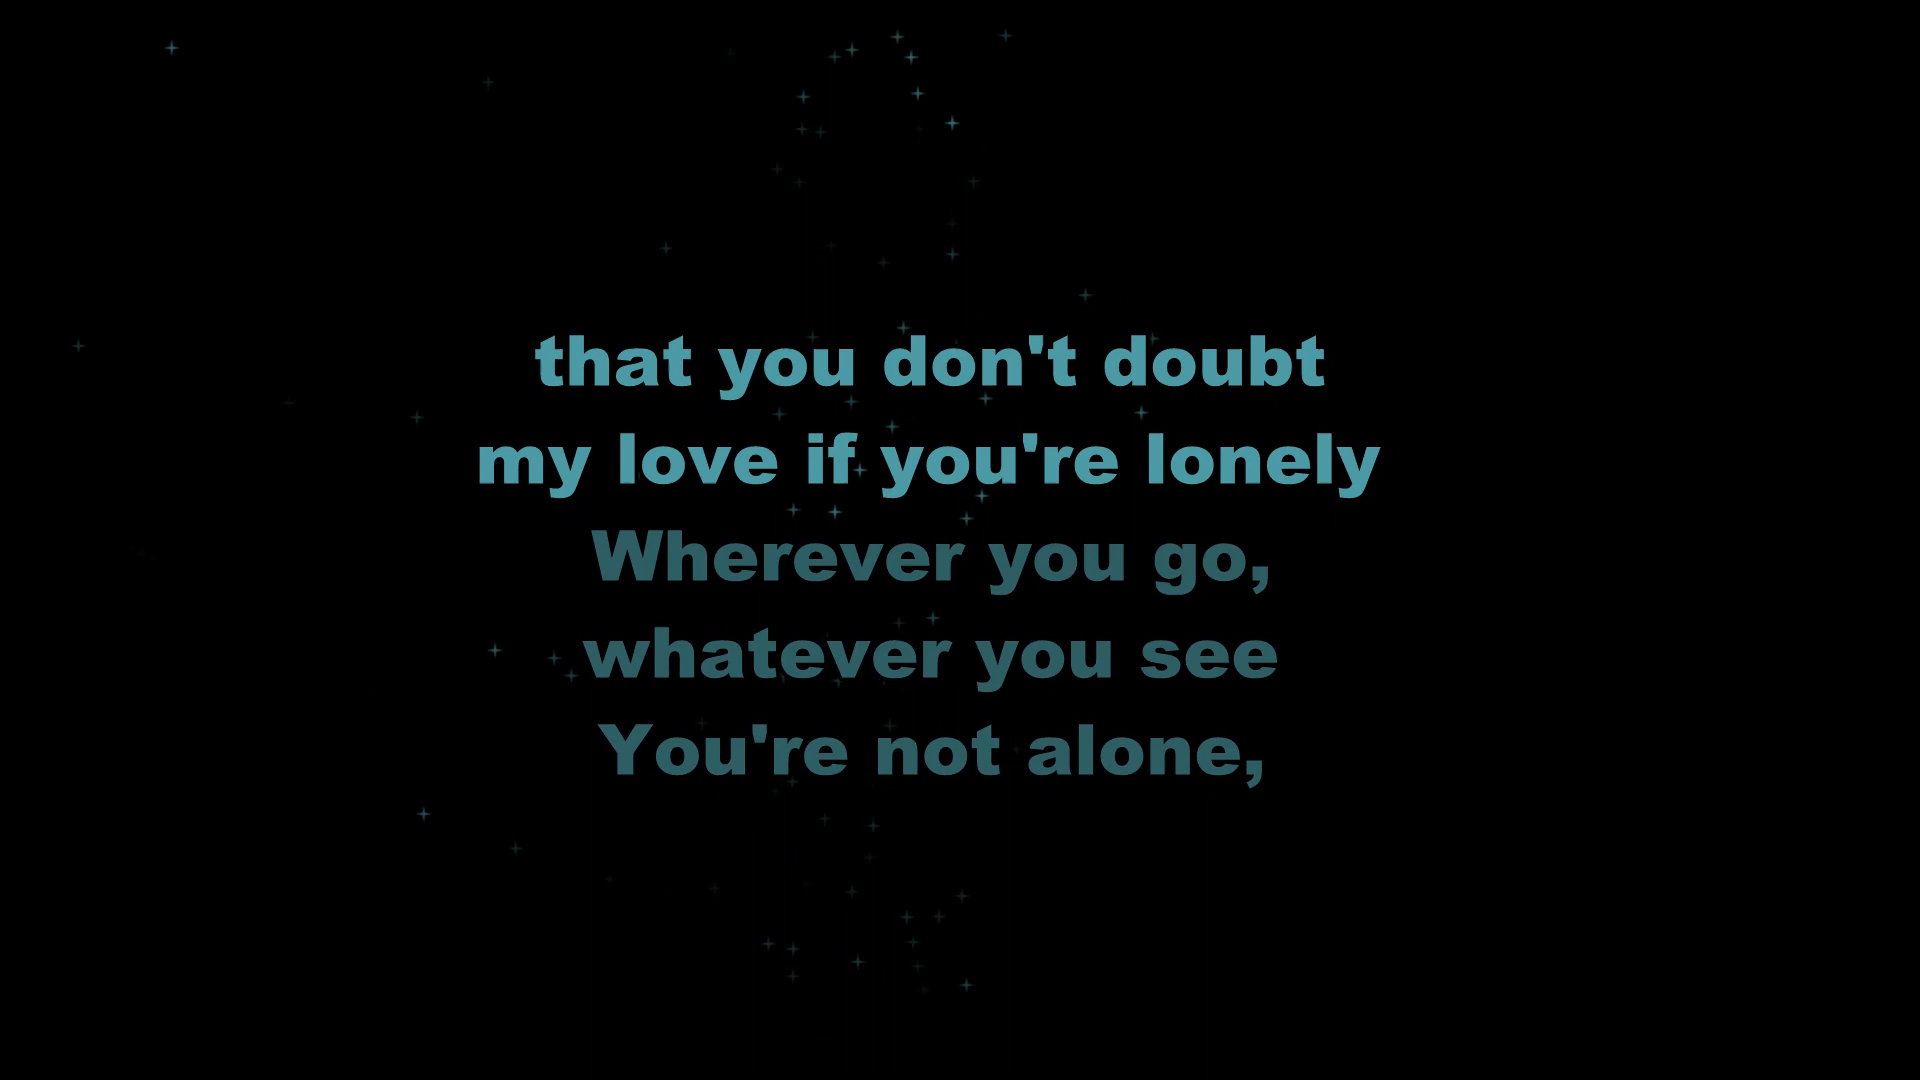 that you don't doubt
my love if you're lonely
Wherever you go,
whatever you see
You're not alone,